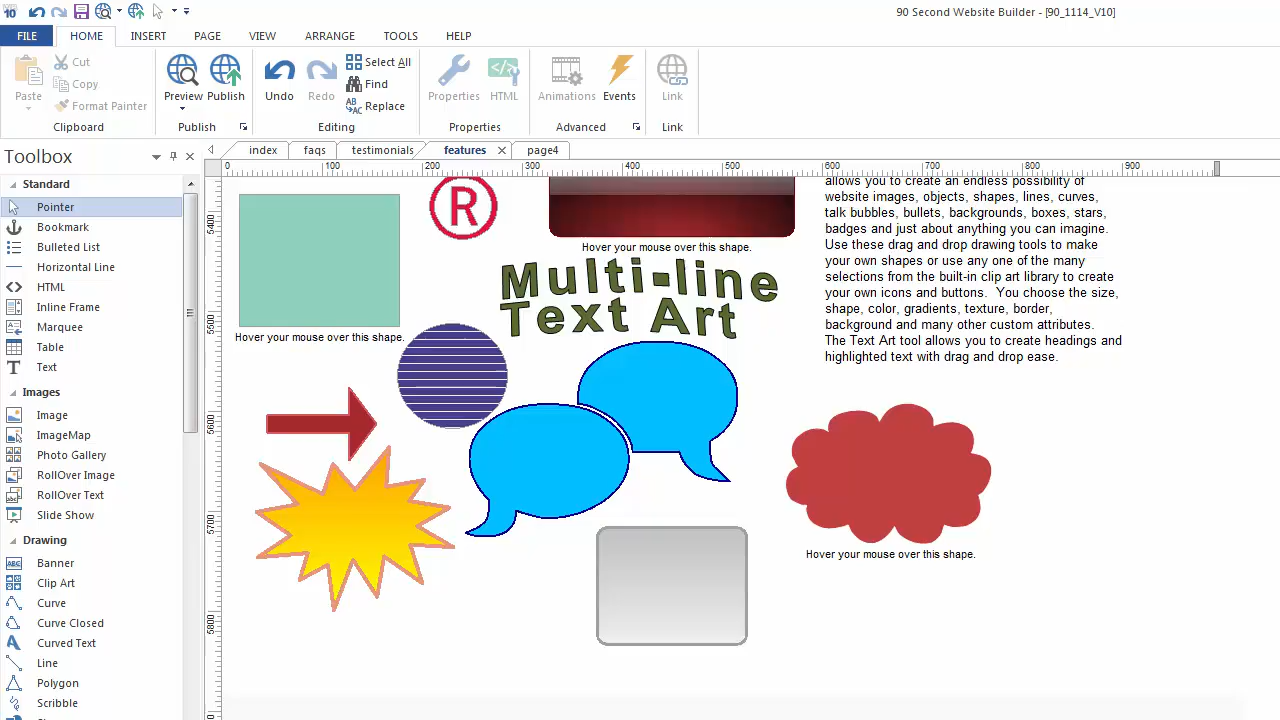 90 Second Website Builder - [90_1114_V10]
FILE HOME INSERT PAGE VIEW ARRANGE TOOLS HELP
Paste
Cut
Copy
Format Painter
Clipboard
Preview
Publish
Publish
Undo
Redo
Select All
Find
Replace
Editing
Properties
HTML
Properties
Animations
Events
Advanced
Link
Link
Toolbox
index faqs testimonials features page4
0 100 200 300 400 500 600 700 800 900
5400
5500
5600
5700
5800
Standard
Pointer
Bookmark
Bulleted List
Horizontal Line
HTML
Inline Frame
Marquee
Table
Text
Images
Image
ImageMap
Photo Gallery
RollOver Image
RollOver Text
Slide Show
Drawing
Banner
Clip Art
Curve
Curve Closed
Curved Text
Line
Polygon
Scribble
®
Hover your mouse over this shape.
Multi-line
Text Art
Hover your mouse over this shape.
allows you to create an endless possibility of
website images, objects, shapes, lines, curves,
talk bubbles, bullets, backgrounds, boxes, stars,
badges and just about anything you can imagine.
Use these drag and drop drawing tools to make
your own shapes or use any one of the many
selections from the built-in clip art library to create
your own icons and buttons.  You choose the size,
shape, color, gradients, texture, border,
background and many other custom attributes.
The Text Art tool allows you to create headings and
highlighted text with drag and drop ease.
Hover your mouse over this shape.